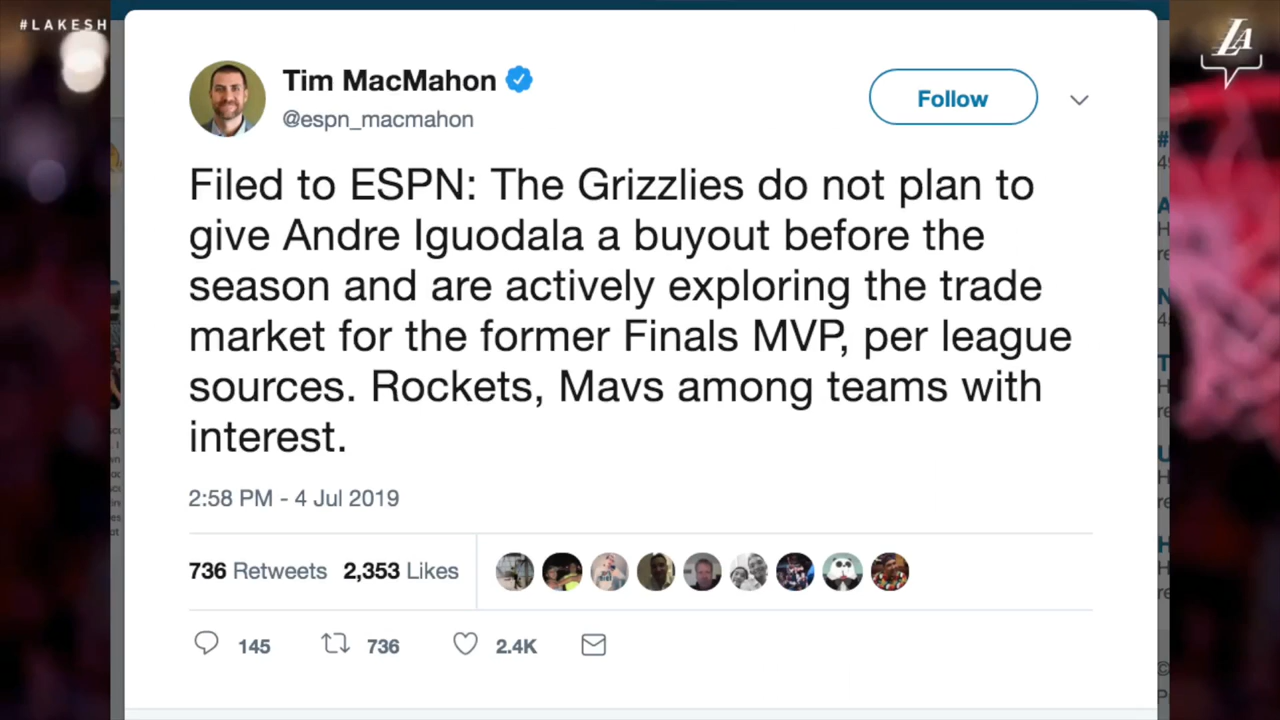 #LAKESH
LA
Tim MacMahon
@espn_macmahon
Follow
Filed to ESPN: The Grizzlies do not plan to
give Andre Iguodala a buyout before the
season and are actively exploring the trade
market for the former Finals MVP, per league
sources. Rockets, Mavs among teams with
interest.
2:58 PM - 4 Jul 2019
736 Retweets 2,353 Likes
145 736 2.4K